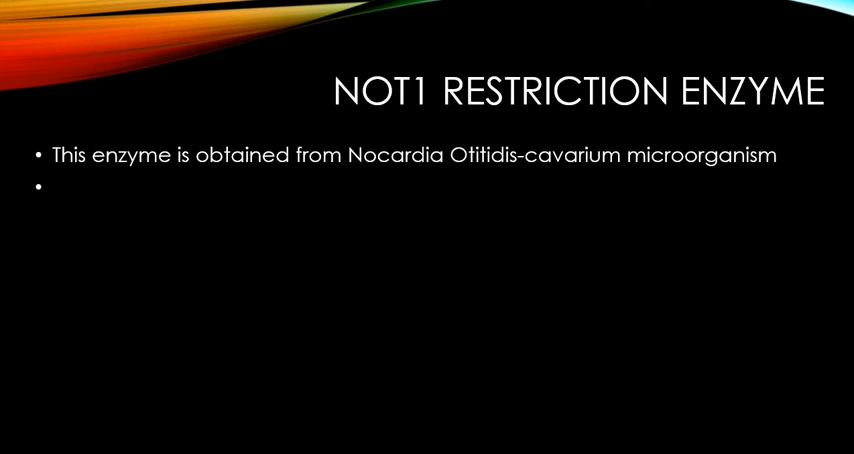 NOT1 RESTRICTION ENZYME
• This enzyme is obtained from Nocardia Otitidis-cavarium microorganism
•